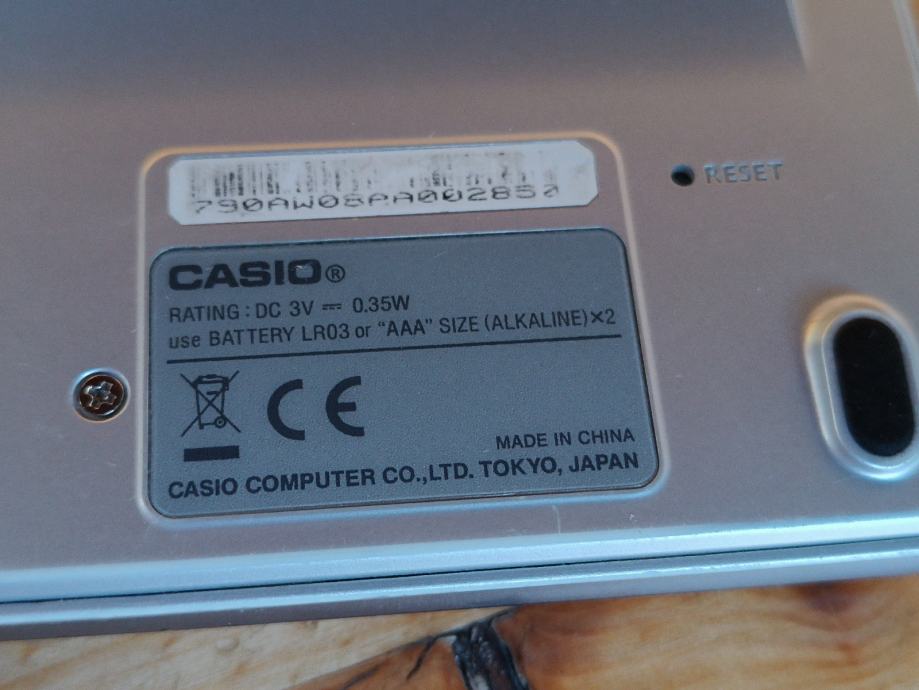 790AW08PA002857
RESET
CASIO®
RATING : DC 3V ⎓ 0.35W
use BATTERY LR03 or "AAA" SIZE (ALKALINE)×2
CE
MADE IN CHINA
CASIO COMPUTER CO.,LTD. TOKYO, JAPAN